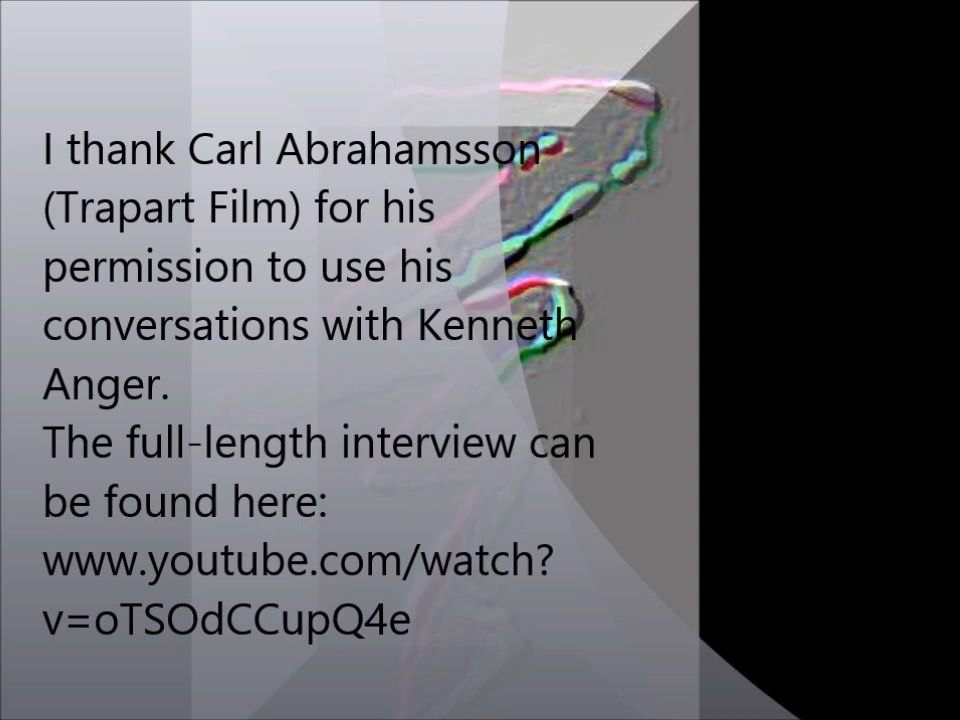 I thank Carl Abrahamsson
(Trapart Film) for his
permission to use his
conversations with Kenneth
Anger.
The full-length interview can
be found here:
www.youtube.com/watch?
v=oTSOdCCupQ4e